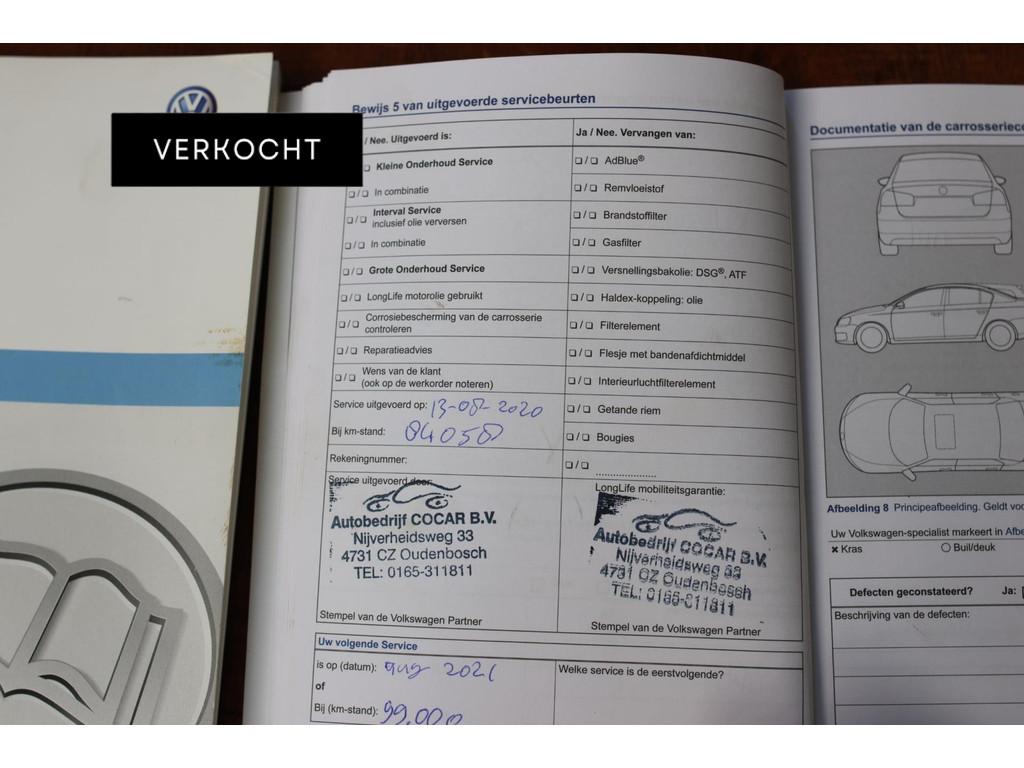 VERKOCHT
Bewijs 5 van uitgevoerde servicebeurten
/ Nee. Uitgevoerd is:
Kleine Onderhoud Service
In combinatie
Interval Service
inclusief olie verversen
In combinatie
Grote Onderhoud Service
LongLife motorolie gebruikt
Corrosiebescherming van de carrosserie
controleren
Reparatieadvies
Wens van de klant
(ook op de werkorder noteren)
Service uitgevoerd op: 13-08-2020
Bij km-stand: 84058
Rekeningnummer:
Service uitgevoerd door:
Autobedrijf COCAR B.V.
Nijverheidsweg 33
4731 CZ Oudenbosch
TEL: 0165-311811
Stempel van de Volkswagen Partner
Ja / Nee. Vervangen van:
AdBlue®
Remvloeistof
Brandstoffilter
Gasfilter
Versnellingsbakolie: DSG®, ATF
Haldex-koppeling: olie
Filterelement
Flesje met bandenafdichtmiddel
Interieurluchtfilterelement
Getande riem
Bougies
LongLife mobiliteitsgarantie:
Autobedrijf COCAR B.V.
Nijverheidsweg 33
4731 CZ Oudenbosch
TEL: 0165-311811
Stempel van de Volkswagen Partner
Uw volgende Service
is op (datum): aug 2021
of
Bij (km-stand): 99.000
Welke service is de eerstvolgende?
Documentatie van de carrosseriec
Afbeelding 8 Principeafbeelding. Geldt voo
Uw Volkswagen-specialist markeert in Afbe
Kras
Buil/deuk
Defecten geconstateerd? Ja:
Beschrijving van de defecten: